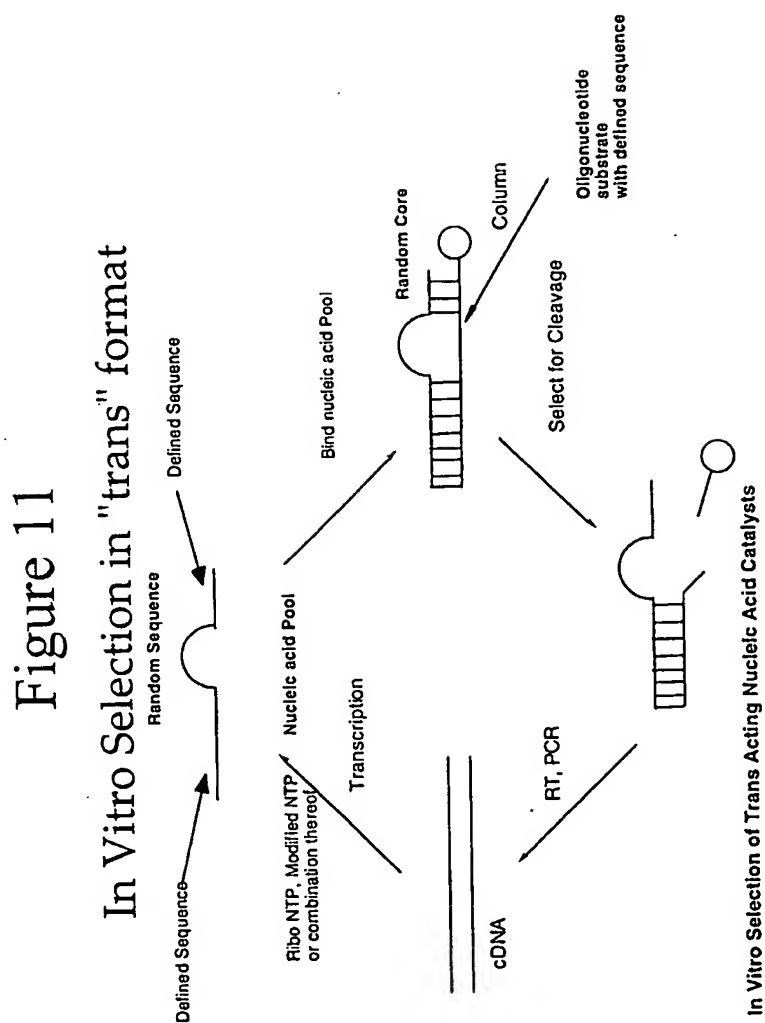 Figure 11
In Vitro Selection in "trans" format
Random Sequence
Defined Sequence
Defined Sequence
Nucleic acid Pool
Bind nucleic acid Pool
Ribo NTP, Modified NTP
or combination thereof
Transcription
Random Core
Column
cDNA
RT, PCR
Select for Cleavage
Oligonucleotide
substrate
with defined sequence
In Vitro Selection of Trans Acting Nucleic Acid Catalysts